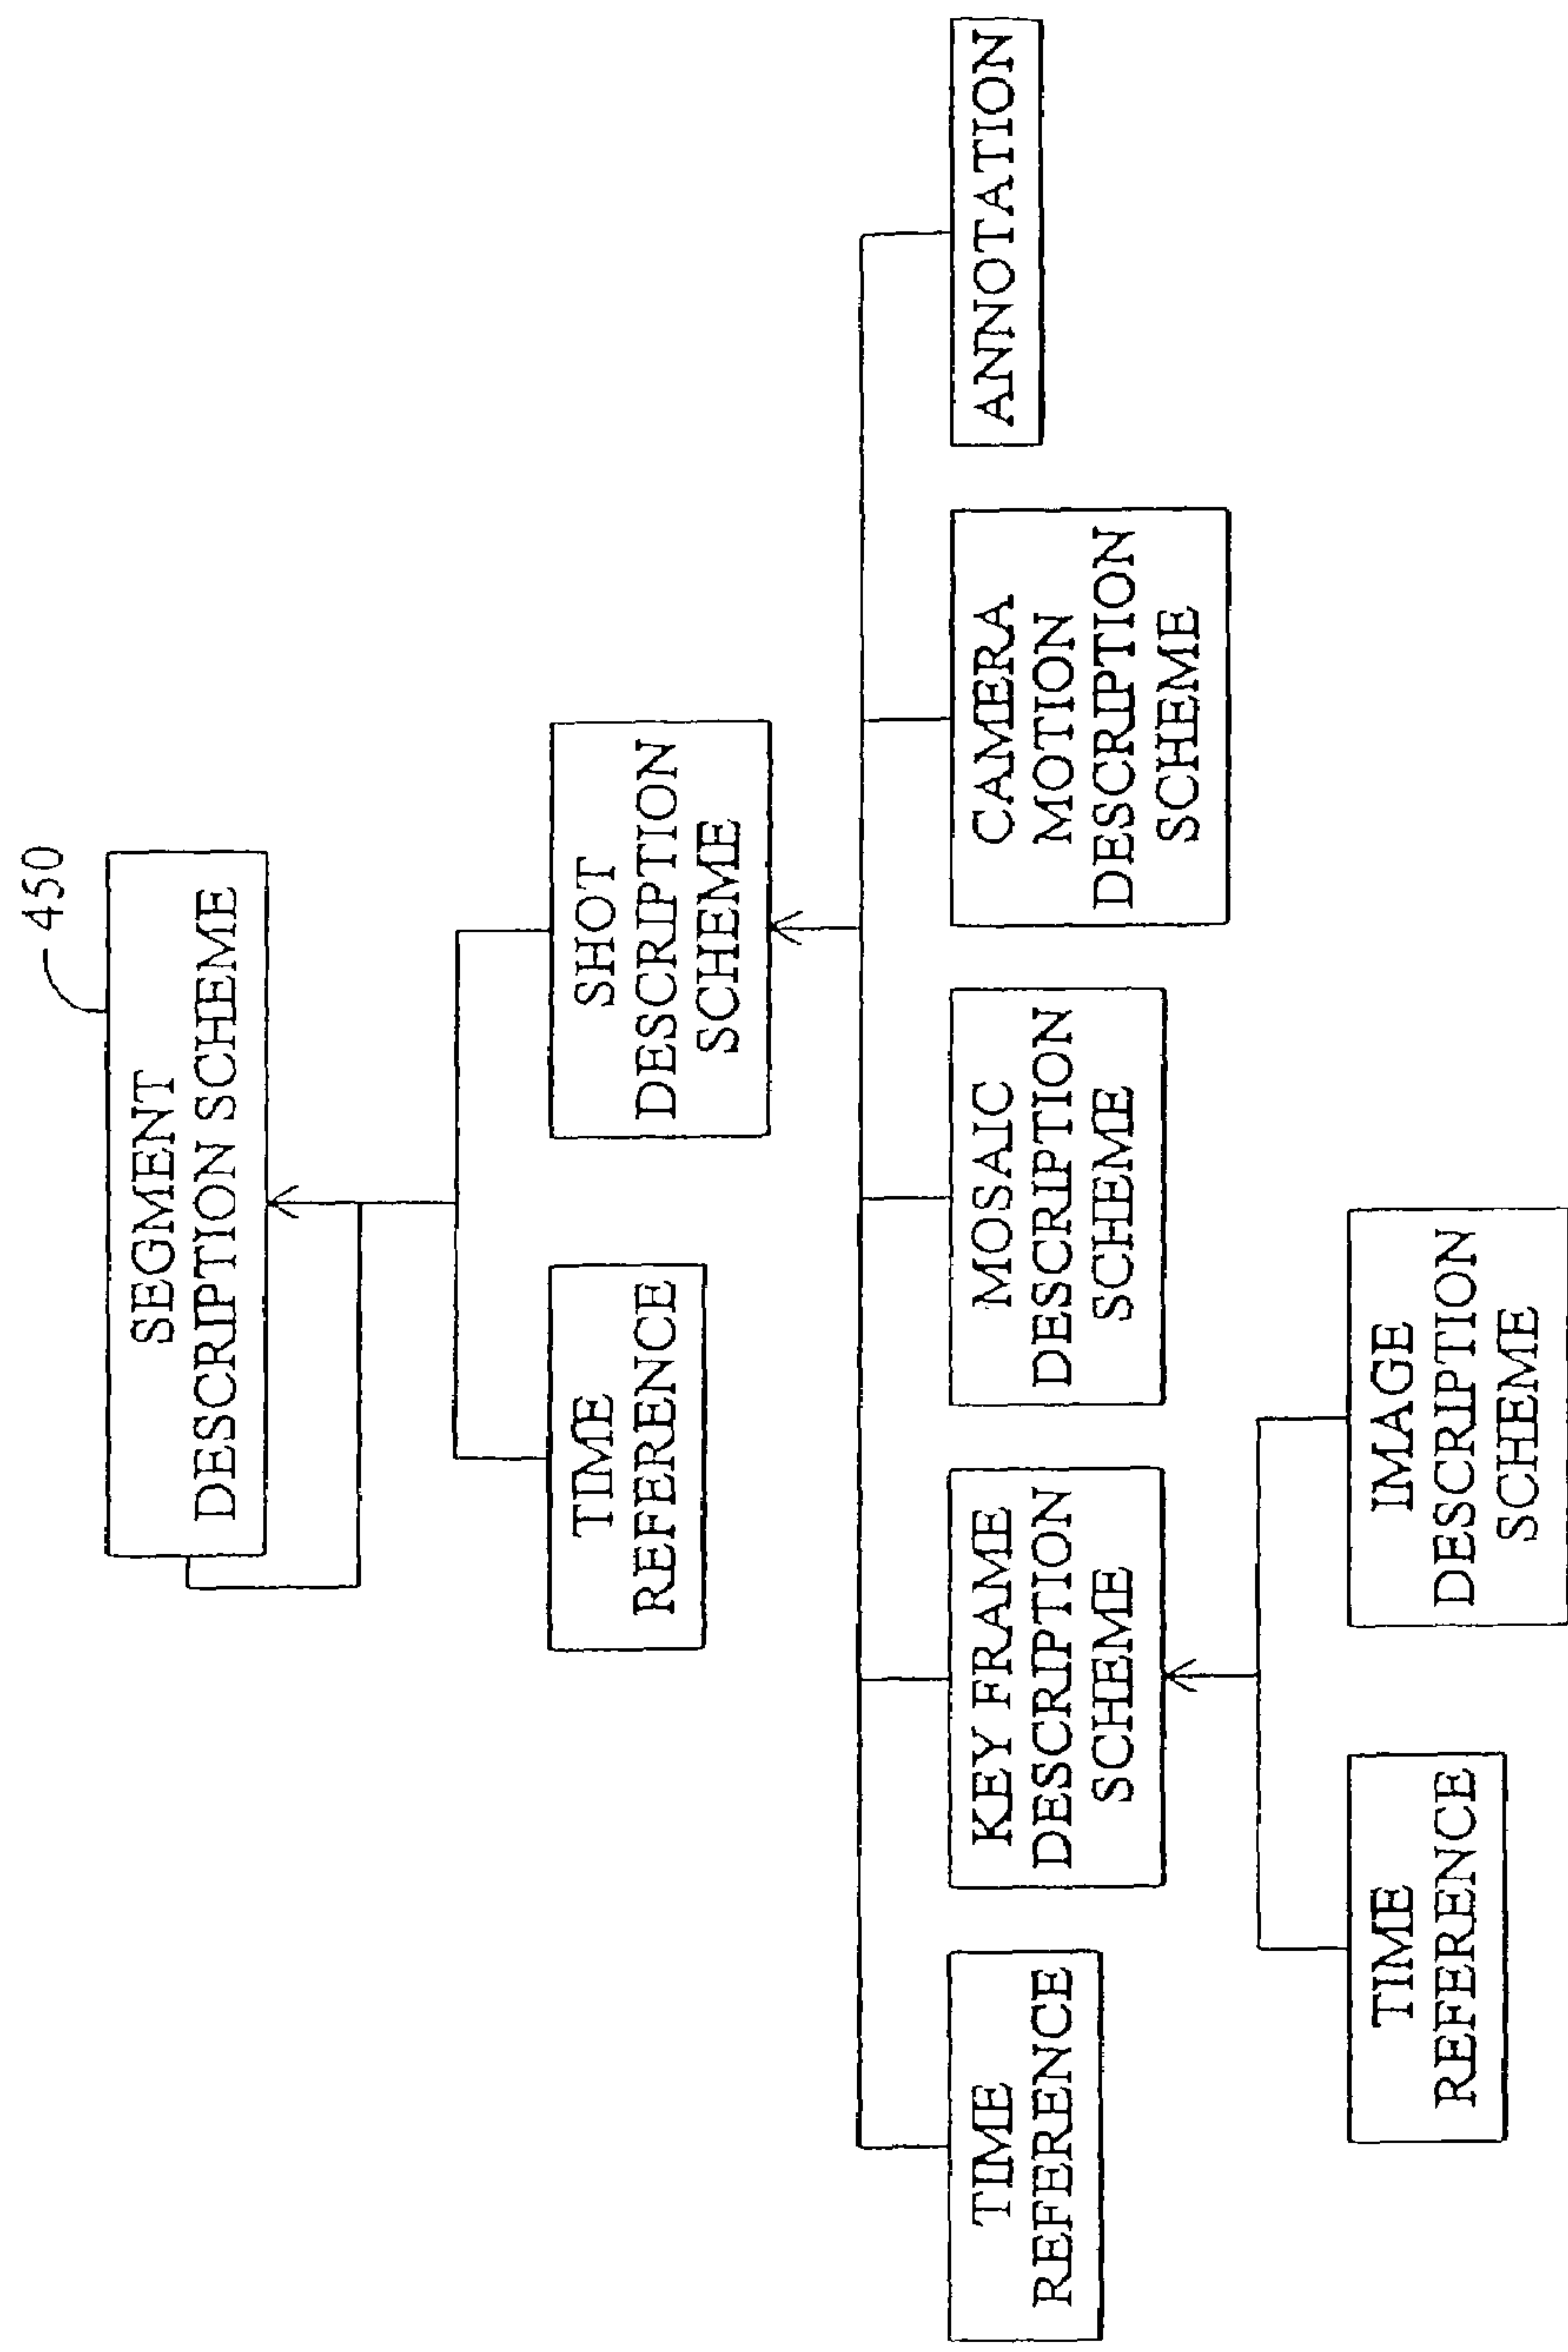 450
SEGMENT
DESCRIPTION SCHEME
TIME
REFERENCE
SHOT
DESCRIPTION
SCHEME
TIME
REFERENCE
KEY FRAME
DESCRIPTION
SCHEME
MOSAIC
DESCRIPTION
SCHEME
CAMERA
MOTION
DESCRIPTION
SCHEME
ANNOTATION
TIME
REFERENCE
IMAGE
DESCRIPTION
SCHEME